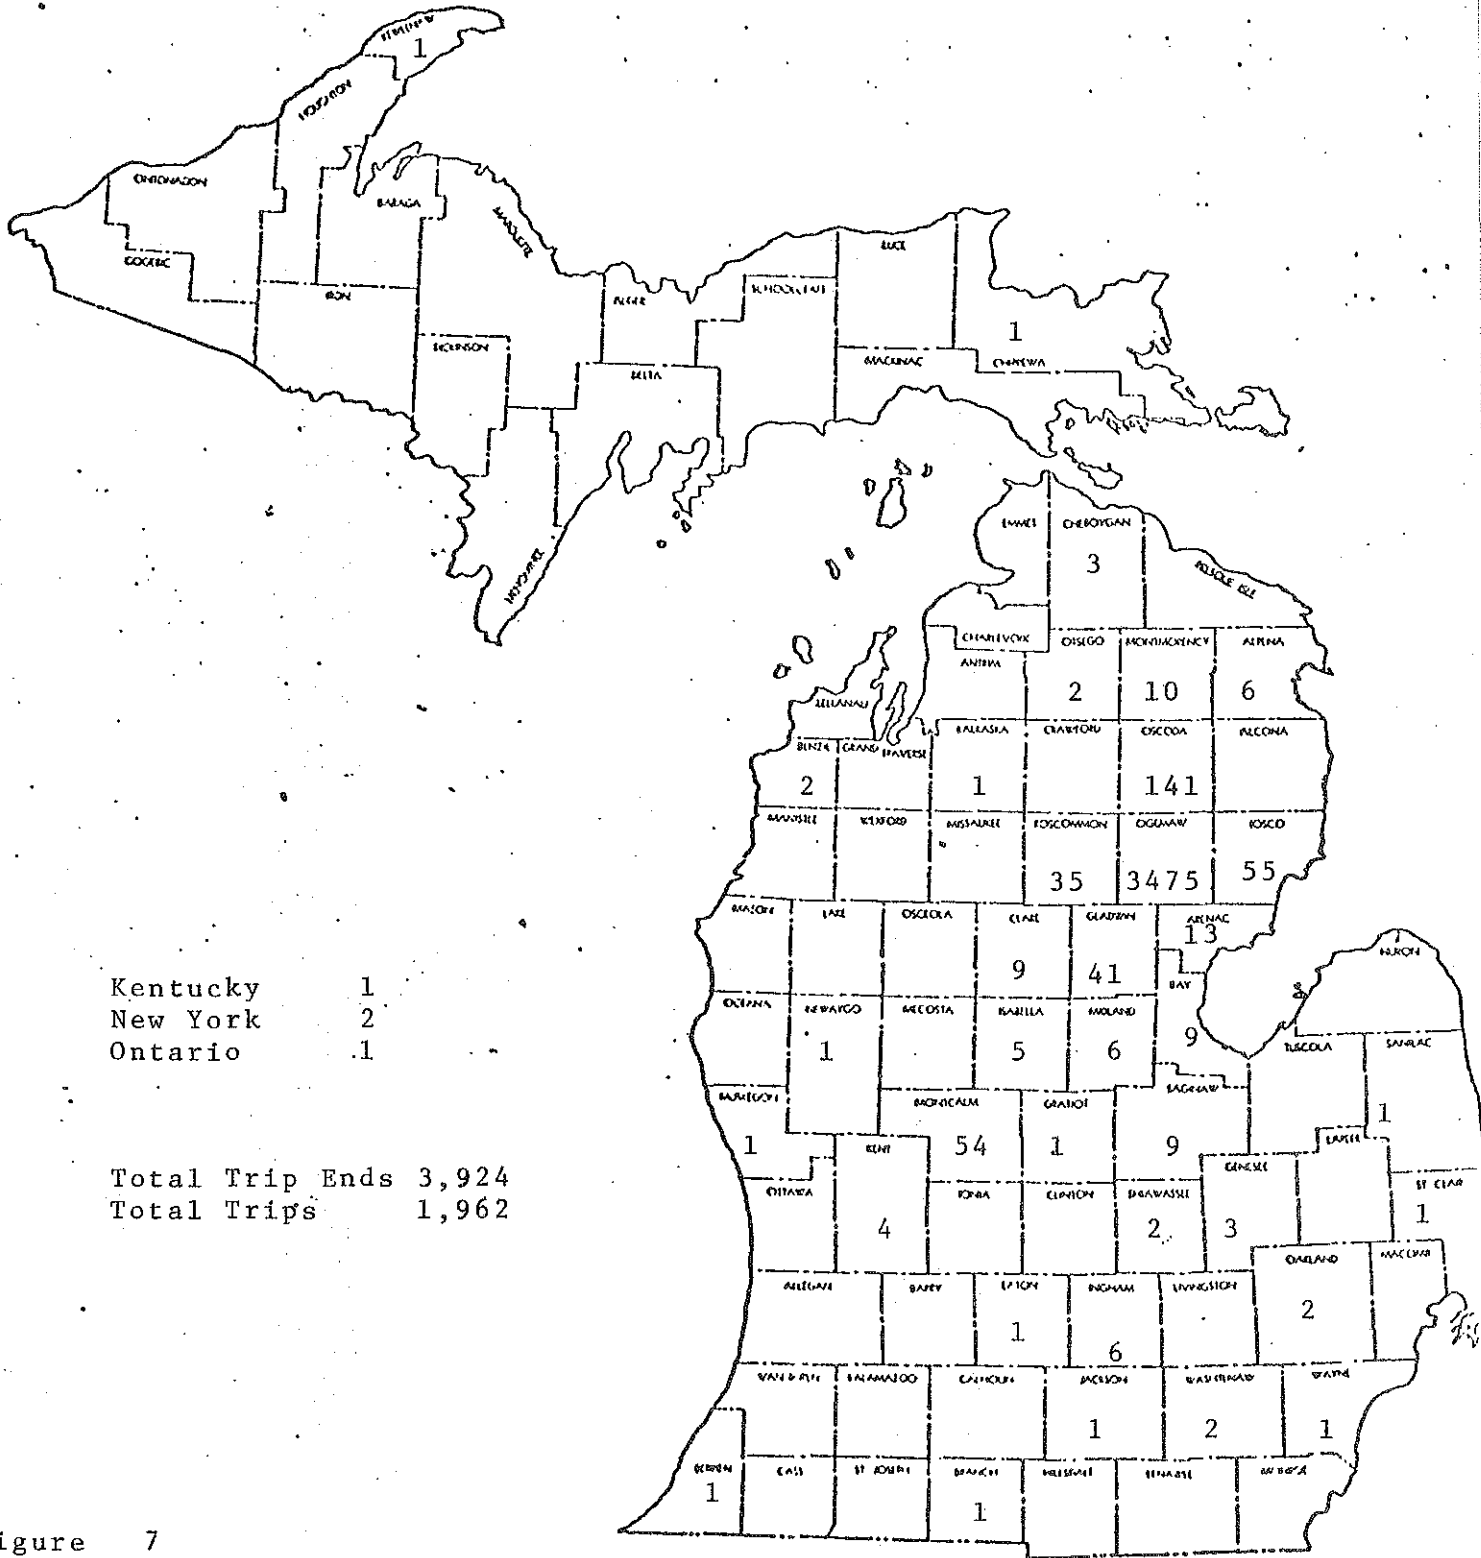 KEWEENAW
1
HOUGHTON
ONTONAGON
BARAGA
MARQUETTE
LUCE
GOGEBIC
IRON
ALGER
SCHOOLCRAFT
1
DICKINSON
MACKINAC CHIPPEWA
DELTA
EMMET CHEBOYGAN
3
PRESQUE ISLE
MENOMINEE
CHARLEVOIX OTSEGO MONTMORENCY ALPENA
ANTRIM
2 10 6
LEELANAU
KALKASKA CRAWFORD OSCODA ALCONA
BENZIE GRAND TRAVERSE
2 1 141
MANISTEE WEXFORD MISSAUKEE ROSCOMMON OGEMAW IOSCO
35 3475 55
MASON LAKE OSCEOLA CLARE GLADWIN ARENAC
13
HURON
9 41
BAY
Kentucky 1
OCEANA NEWAYGO MECOSTA ISABELLA MIDLAND
New York 2
1 5 6 9
TUSCOLA SANILAC
Ontario 1
MUSKEGON MONTCALM GRATIOT SAGINAW
1
LAPEER
1 KENT 54 1 9
GENESEE
Total Trip Ends 3,924
OTTAWA IONIA CLINTON SHIAWASSEE ST CLAIR
Total Trips 1,962
4 2 3 1
OAKLAND MACOMB
ALLEGAN BARRY EATON INGHAM LIVINGSTON
1 6 2
VAN BUREN KALAMAZOO CALHOUN JACKSON WASHTENAW WAYNE
1 2 1
BERRIEN CASS ST JOSEPH BRANCH HILLSDALE LENAWEE MONROE
1 1
igure 7